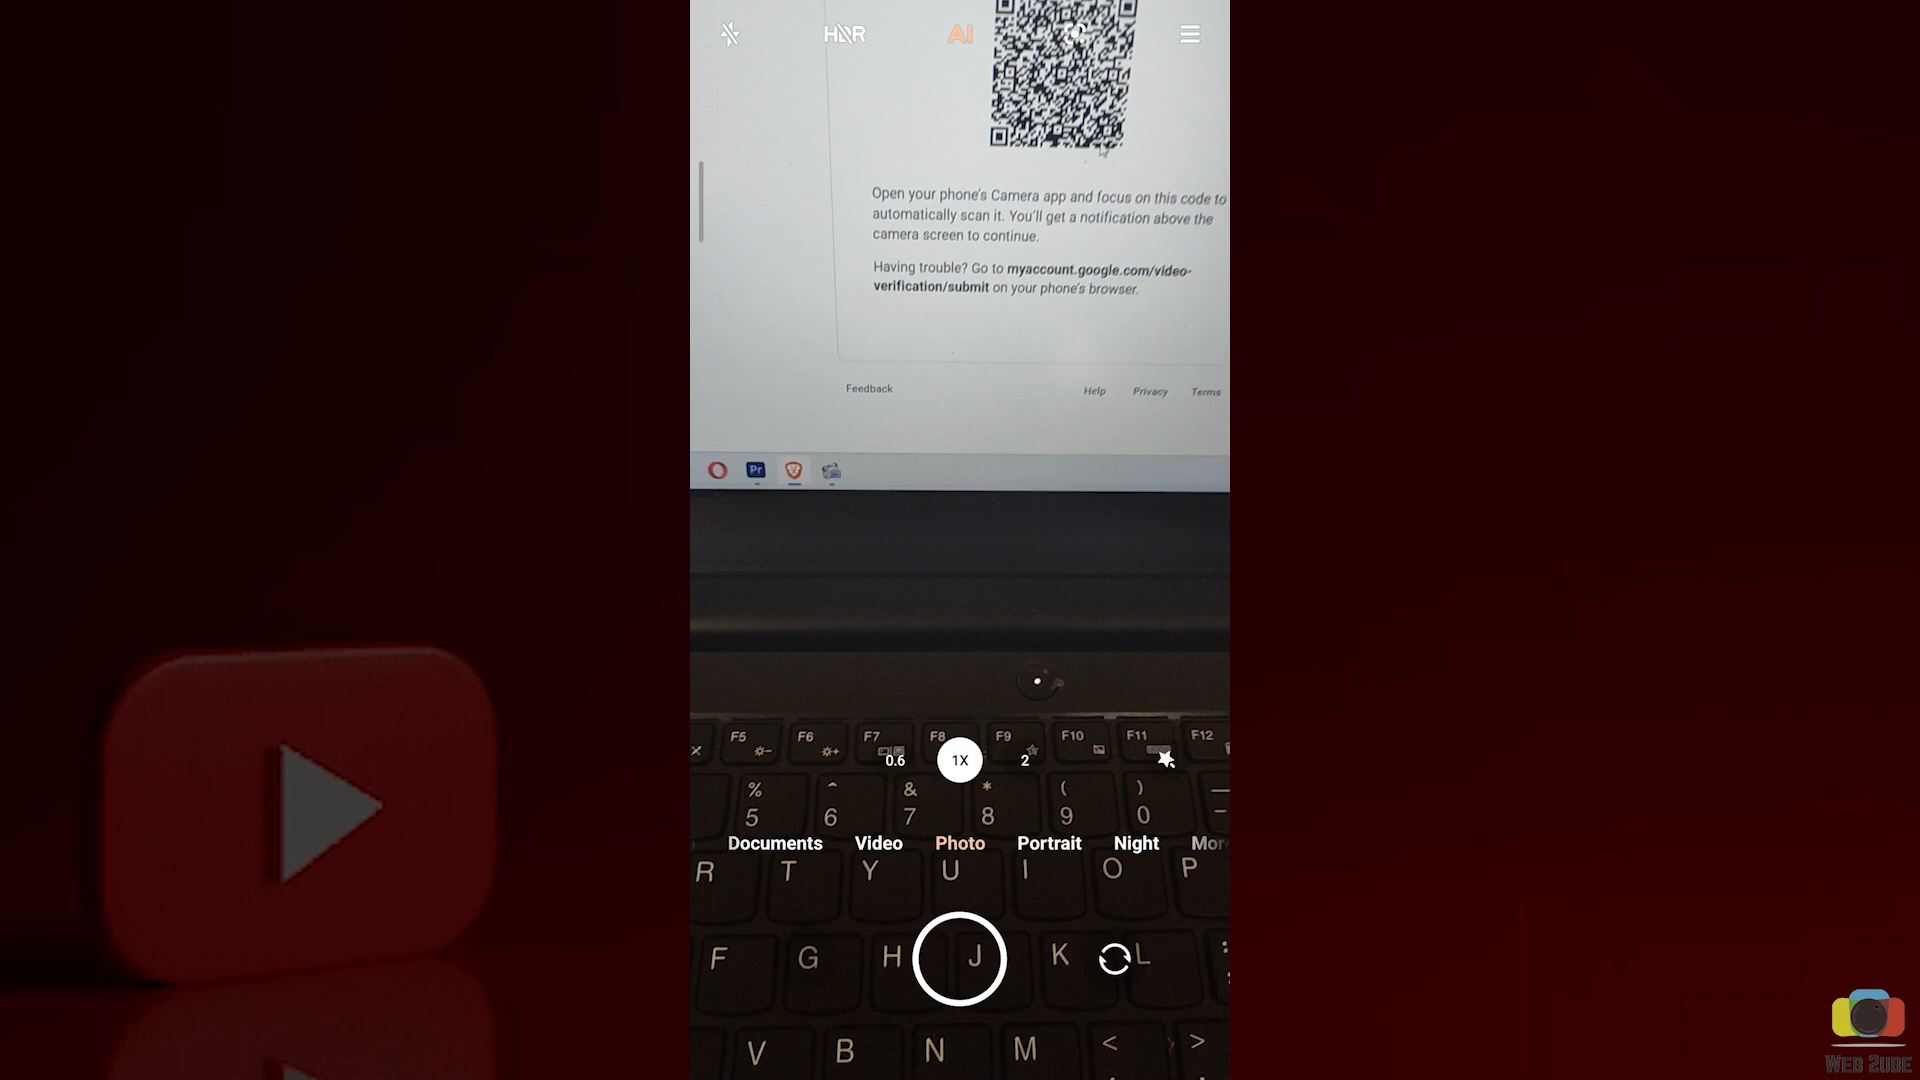 HDR
AI
Open your phone's Camera app and focus on this code to
automatically scan it. You'll get a notification above the
camera screen to continue.
Having trouble? Go to myaccount.google.com/video-
verification/submit on your phone's browser.
Feedback Help Privacy Terms
Pr
F5 F6 F7 F8 F9 F10 F11 F12
0.6 1X 2
% ^ & * ( )
5 6 7 8 9 0
Documents Video Photo Portrait Night Mor
R T Y U I O P
F G H J K L
V B N M < >
WEB 2UBE